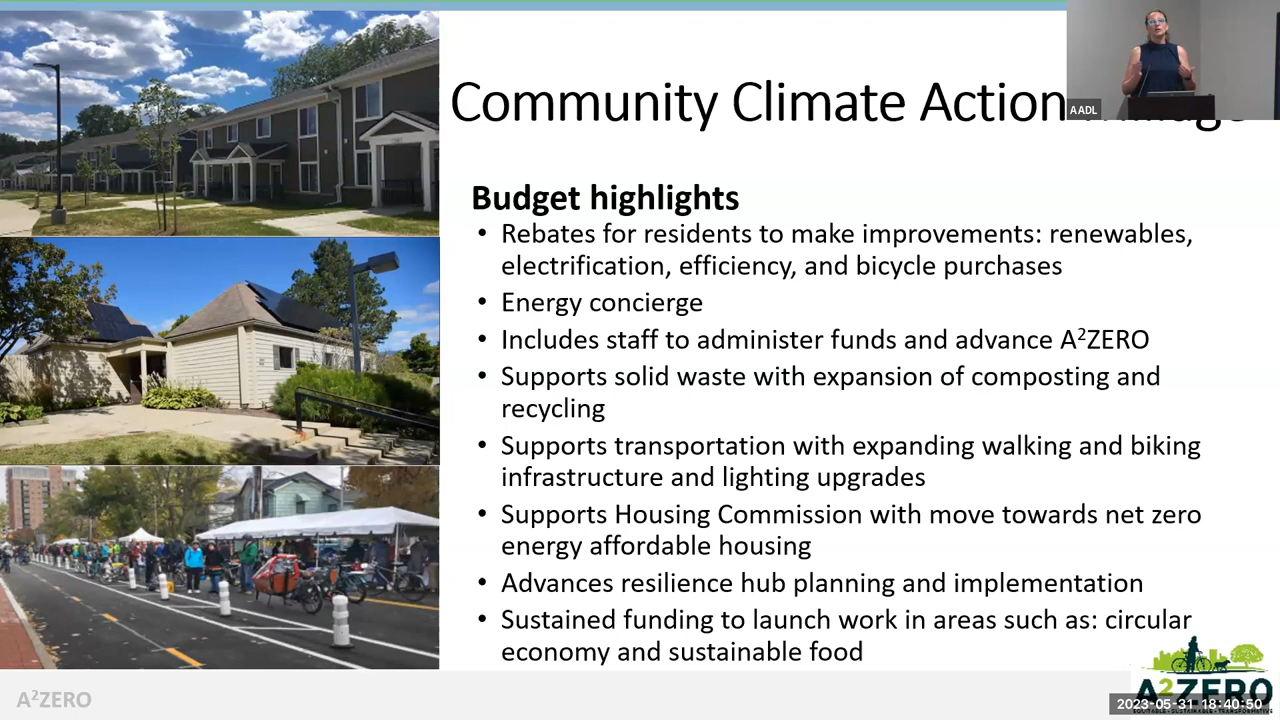 Community Climate Action
AADL
Budget highlights
• Rebates for residents to make improvements: renewables,
electrification, efficiency, and bicycle purchases
• Energy concierge
• Includes staff to administer funds and advance A²ZERO
• Supports solid waste with expansion of composting and
recycling
• Supports transportation with expanding walking and biking
infrastructure and lighting upgrades
• Supports Housing Commission with move towards net zero
energy affordable housing
• Advances resilience hub planning and implementation
• Sustained funding to launch work in areas such as: circular
economy and sustainable food
A²ZERO
A²ZERO
2023-05-31 18:40:50